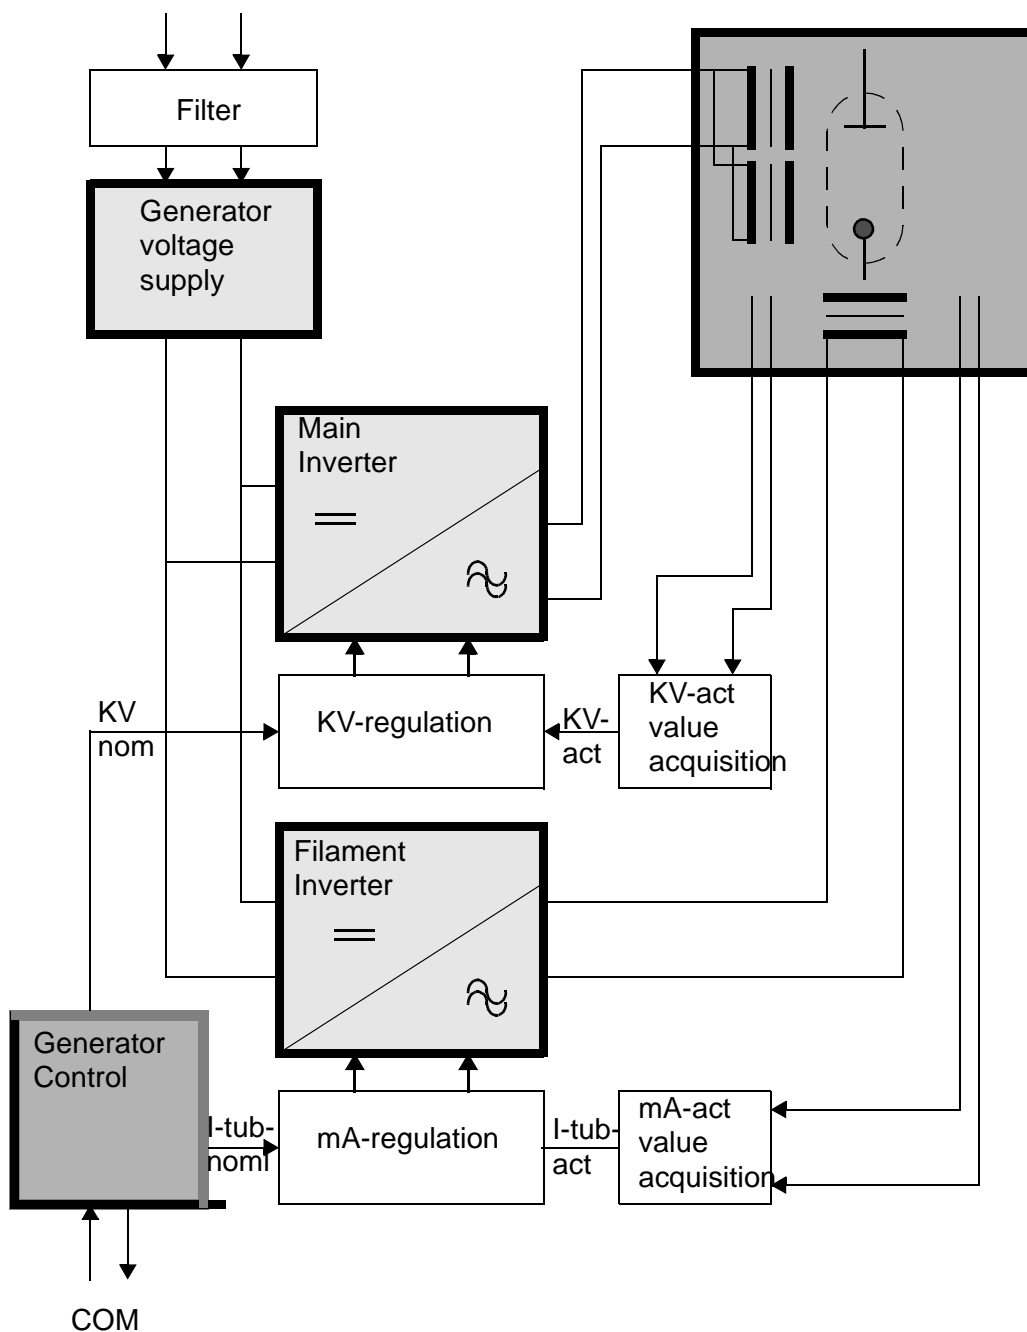 Filter
Generator
voltage
supply
Main
Inverter
KV
nom
KV-regulation
KV-
act
KV-act
value
acquisition
Filament
Inverter
Generator
Control
I-tub-
nomi
mA-regulation
I-tub-
act
mA-act
value
acquisition
COM